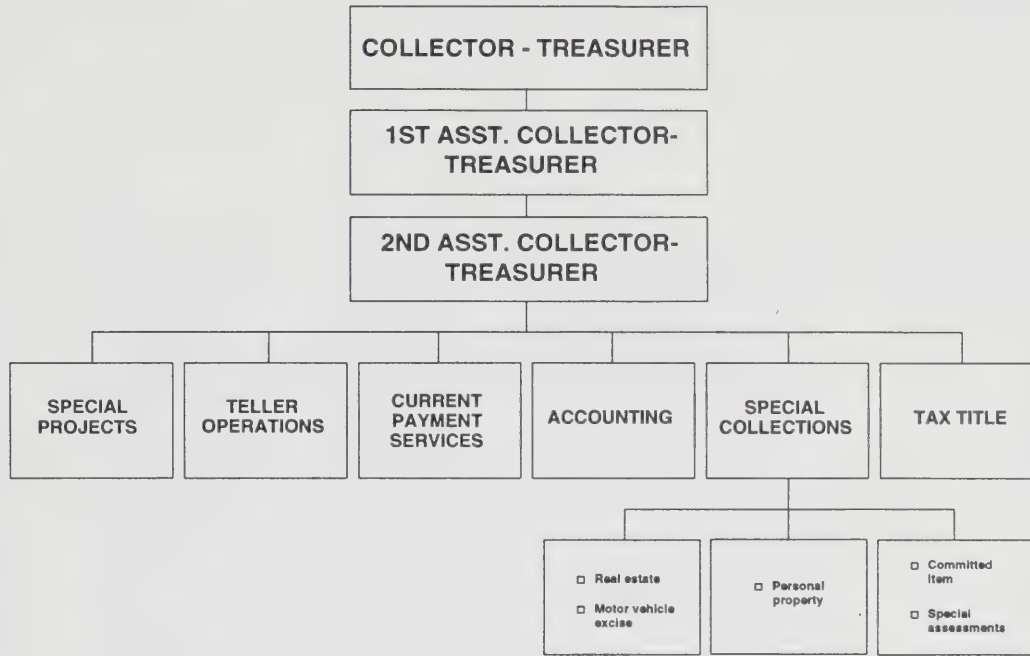 COLLECTOR - TREASURER
1ST ASST. COLLECTOR-
TREASURER
2ND ASST. COLLECTOR-
TREASURER
SPECIAL
PROJECTS
TELLER
OPERATIONS
CURRENT
PAYMENT
SERVICES
ACCOUNTING
SPECIAL
COLLECTIONS
TAX TITLE
□ Real estate
□ Motor vehicle
excise
□ Personal
property
□ Committed
item
□ Special
assessments